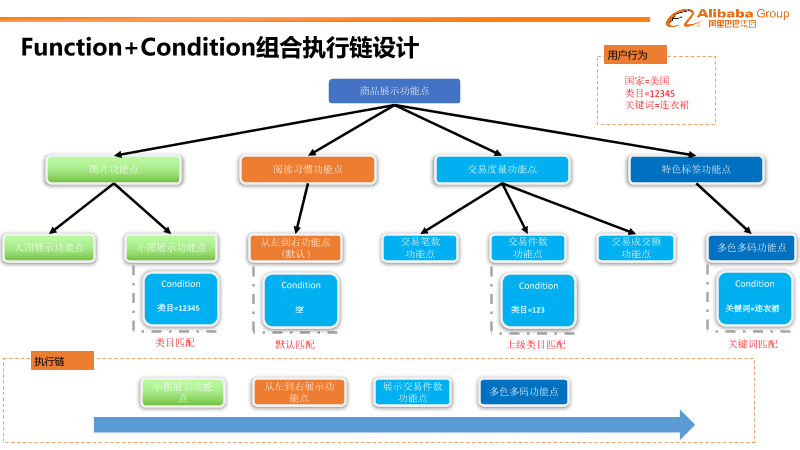 Alibaba Group
阿里巴巴集团
Function+Condition组合执行链设计
用户行为
国家=美国
类目=12345
关键词=连衣裙
商品展示功能点
图片功能点
阅读习惯功能点
交易度量功能点
特色标签功能点
大图展示功能点
小图展示功能点
从左到右功能点
(默认)
交易笔数
功能点
交易件数
功能点
交易成交额
功能点
多色多码功能点
Condition
类目=12345
Condition
空
Condition
类目=123
Condition
关键词=连衣裙
类目匹配
默认匹配
上级类目匹配
关键词匹配
执行链
小图展示功能
点
从左到右展示功
能点
展示交易件数
功能点
多色多码功能点